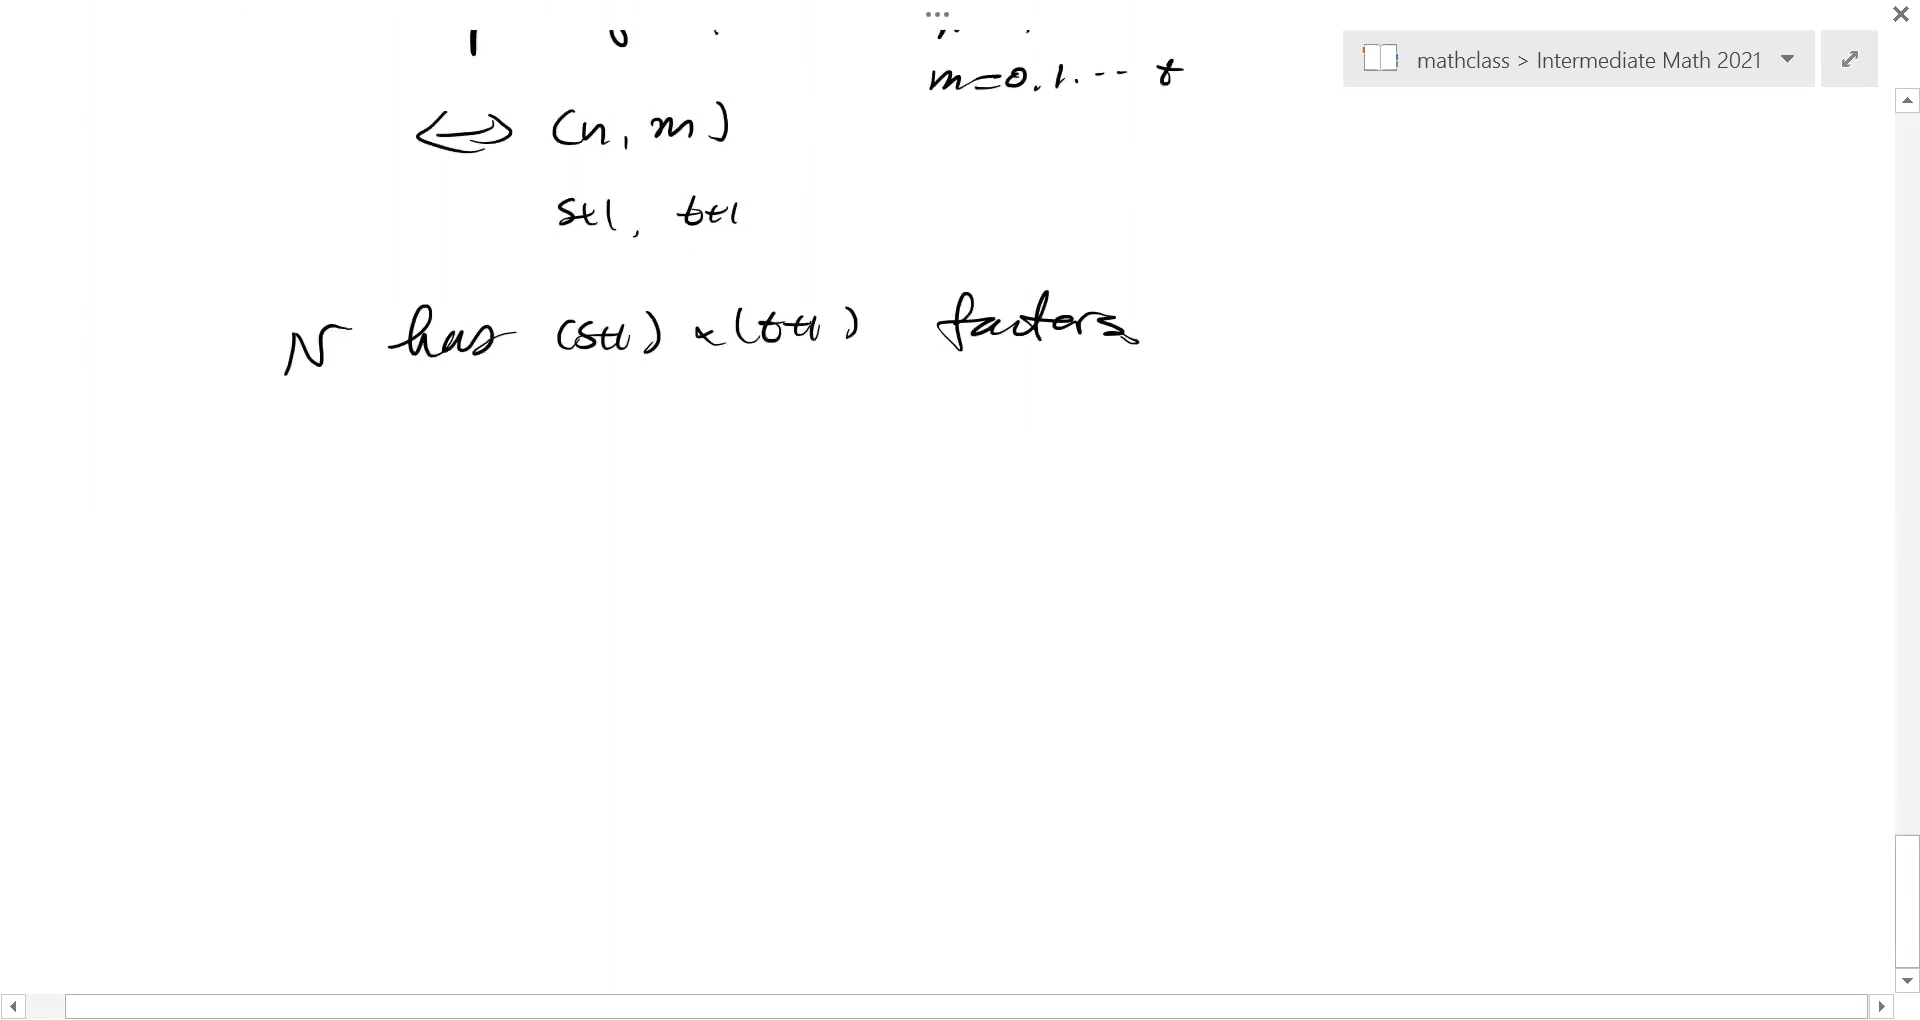 mathclass > Intermediate Math 2021
m=0.1.--- t
⟺ (n, m)
s+1, t+1
N has (s+1) × (t+1) factors